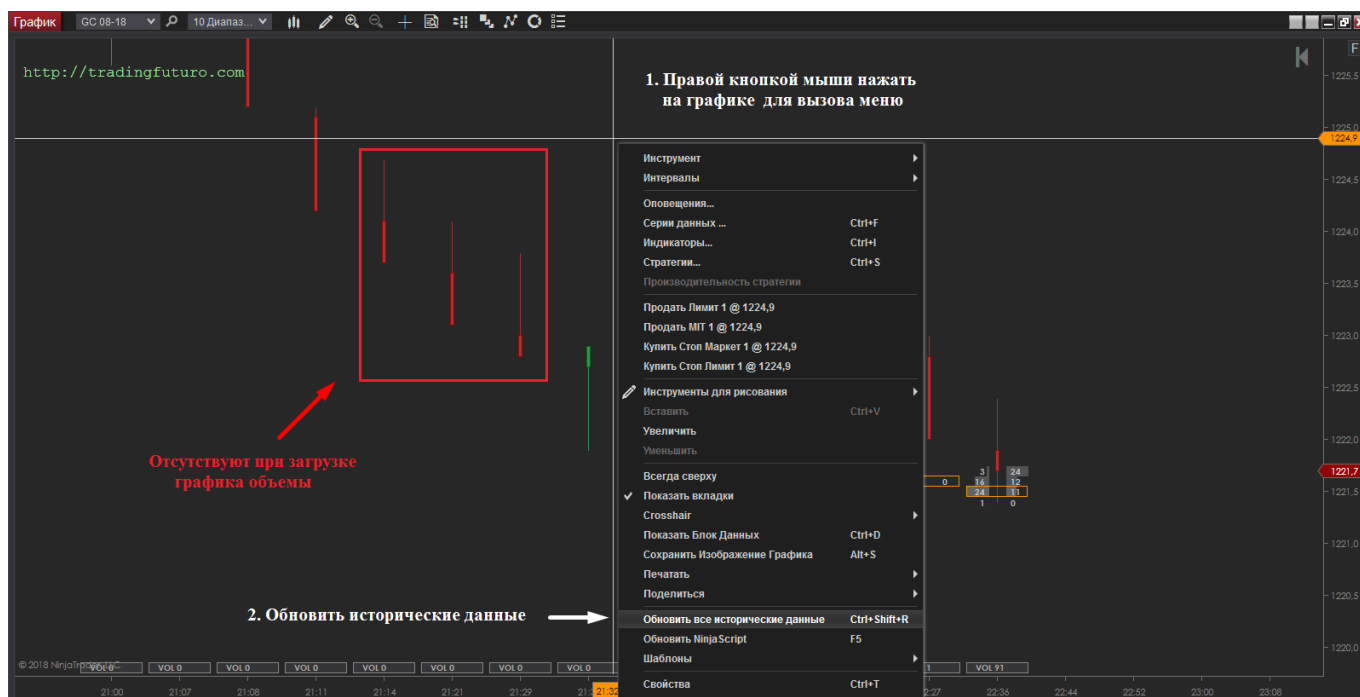 График GC 08-18 10 Диапаз...
http://tradingfuturo.com
1. Правой кнопкой мыши нажать
на графике для вызова меню
F
1225,5
1225,0
1224,9
1224,5
1224,0
1223,5
1223,0
1222,5
1222,0
1221,7
1221,5
1221,0
1220,5
1220,0
Инструмент
Интервалы
Оповещения...
Серии данных ... Ctrl+F
Индикаторы... Ctrl+I
Стратегии... Ctrl+S
Производительность стратегии
Продать Лимит 1 @ 1224,9
Продать MIT 1 @ 1224,9
Купить Стоп Маркет 1 @ 1224,9
Купить Стоп Лимит 1 @ 1224,9
Инструменты для рисования
Вставить Ctrl+V
Увеличить
Уменьшить
Всегда сверху
Показать вкладки
Crosshair
Показать Блок Данных Ctrl+D
Сохранить Изображение Графика Alt+S
Печатать
Поделиться
Обновить все исторические данные Ctrl+Shift+R
Обновить NinjaScript F5
Шаблоны
Свойства Ctrl+T
Отсутствуют при загрузке
графика объемы
3 24
0 16 12
24 11
1 0
2. Обновить исторические данные
© 2018 NinjaTrader, LLC
VOL 0 VOL 0 VOL 0 VOL 0 VOL 0 VOL 0 VOL 0 VOL 0 1 VOL 91
21:00 21:07 21:08 21:11 21:14 21:21 21:29 21:32 2:27 22:36 22:44 22:52 23:00 23:08